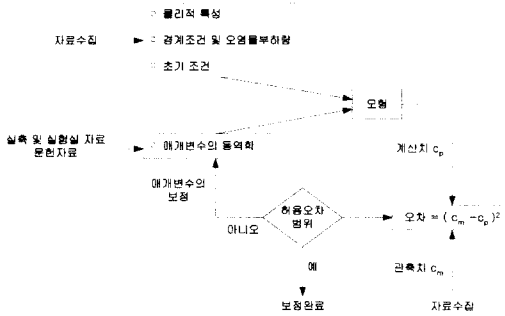 물리적 특성
자료수집
경계조건 및 오염물부하량
초기 조건
모형
실측 및 실험실 자료
문헌자료
매개변수의 동역학
계산치 c_p
매개변수의
보정
허용오차
범위
아니오
오차 = ( c_m - c_p )²
예
관측치 c_m
보정완료
자료수집